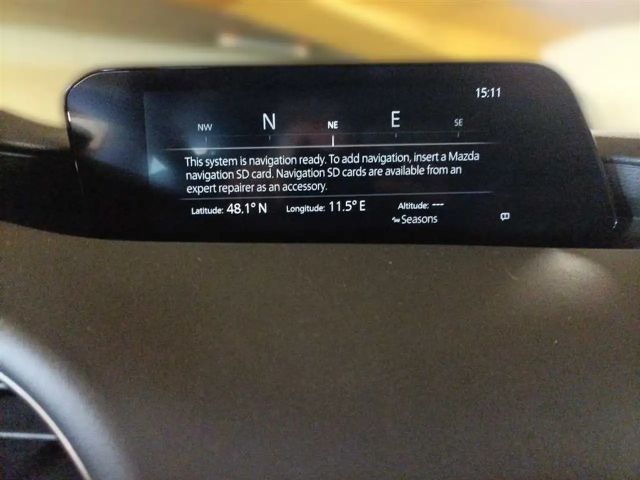 15:11
NW N NE E SE
This system is navigation ready. To add navigation, insert a Mazda
navigation SD card. Navigation SD cards are available from an
expert repairer as an accessory.
Latitude: 48.1° N Longitude: 11.5° E Altitude: ---
Seasons